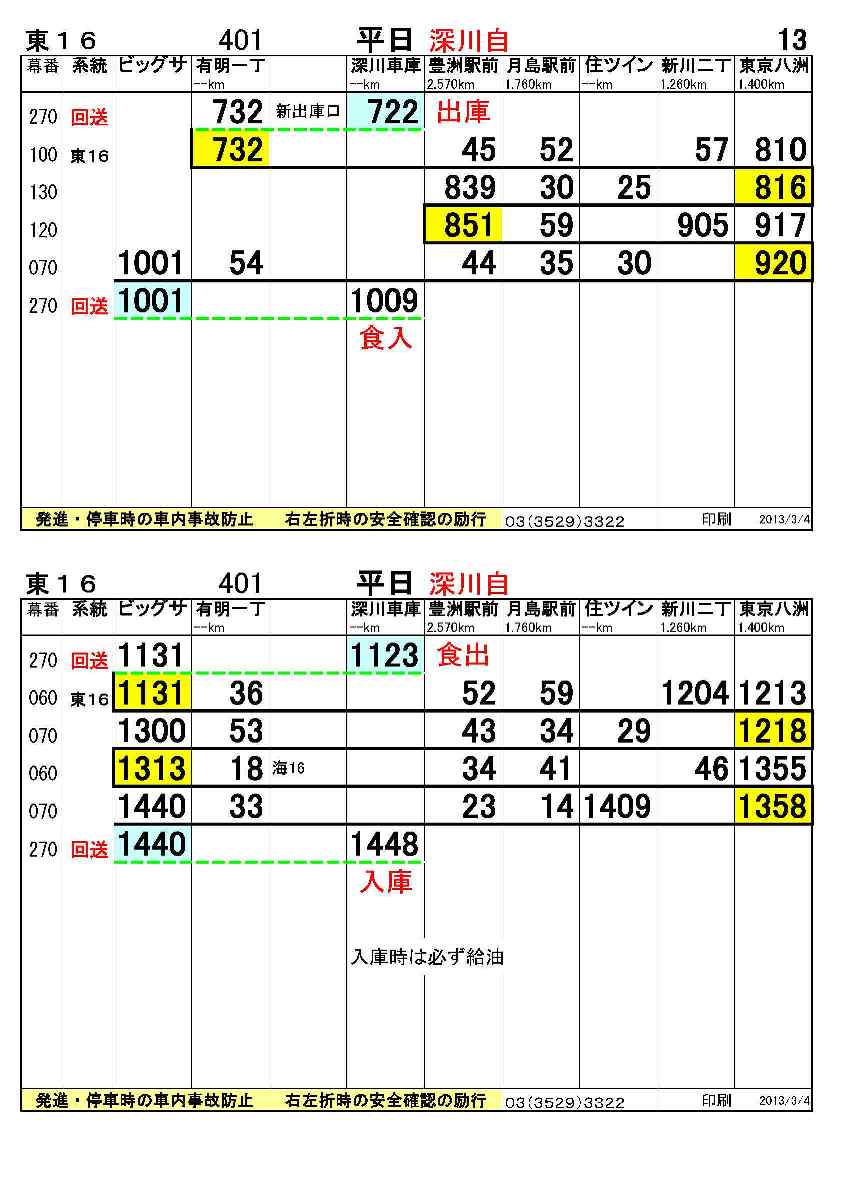 東１６ 401 平日 深川自 13
幕番 系統 ビッグサ 有明一丁 深川車庫 豊洲駅前 月島駅前 住ツイン 新川二丁 東京八洲
--km --km 2.570km 1.760km --km 1.260km 1.400km
270 回送 732 新出庫口 722 出庫
100 東16 732 45 52 57 810
130 839 30 25 816
120 851 59 905 917
070 1001 54 44 35 30 920
270 回送 1001 1009
食入
発進・停車時の車内事故防止 右左折時の安全確認の励行 03(3529)3322 印刷 2013/3/4
東１６ 401 平日 深川自
幕番 系統 ビッグサ 有明一丁 深川車庫 豊洲駅前 月島駅前 住ツイン 新川二丁 東京八洲
--km --km 2.570km 1.760km --km 1.260km 1.400km
270 回送 1131 1123 食出
060 東16 1131 36 52 59 1204 1213
070 1300 53 43 34 29 1218
060 1313 18 海16 34 41 46 1355
070 1440 33 23 14 1409 1358
270 回送 1440 1448
入庫
入庫時は必ず給油
発進・停車時の車内事故防止 右左折時の安全確認の励行 03(3529)3322 印刷 2013/3/4